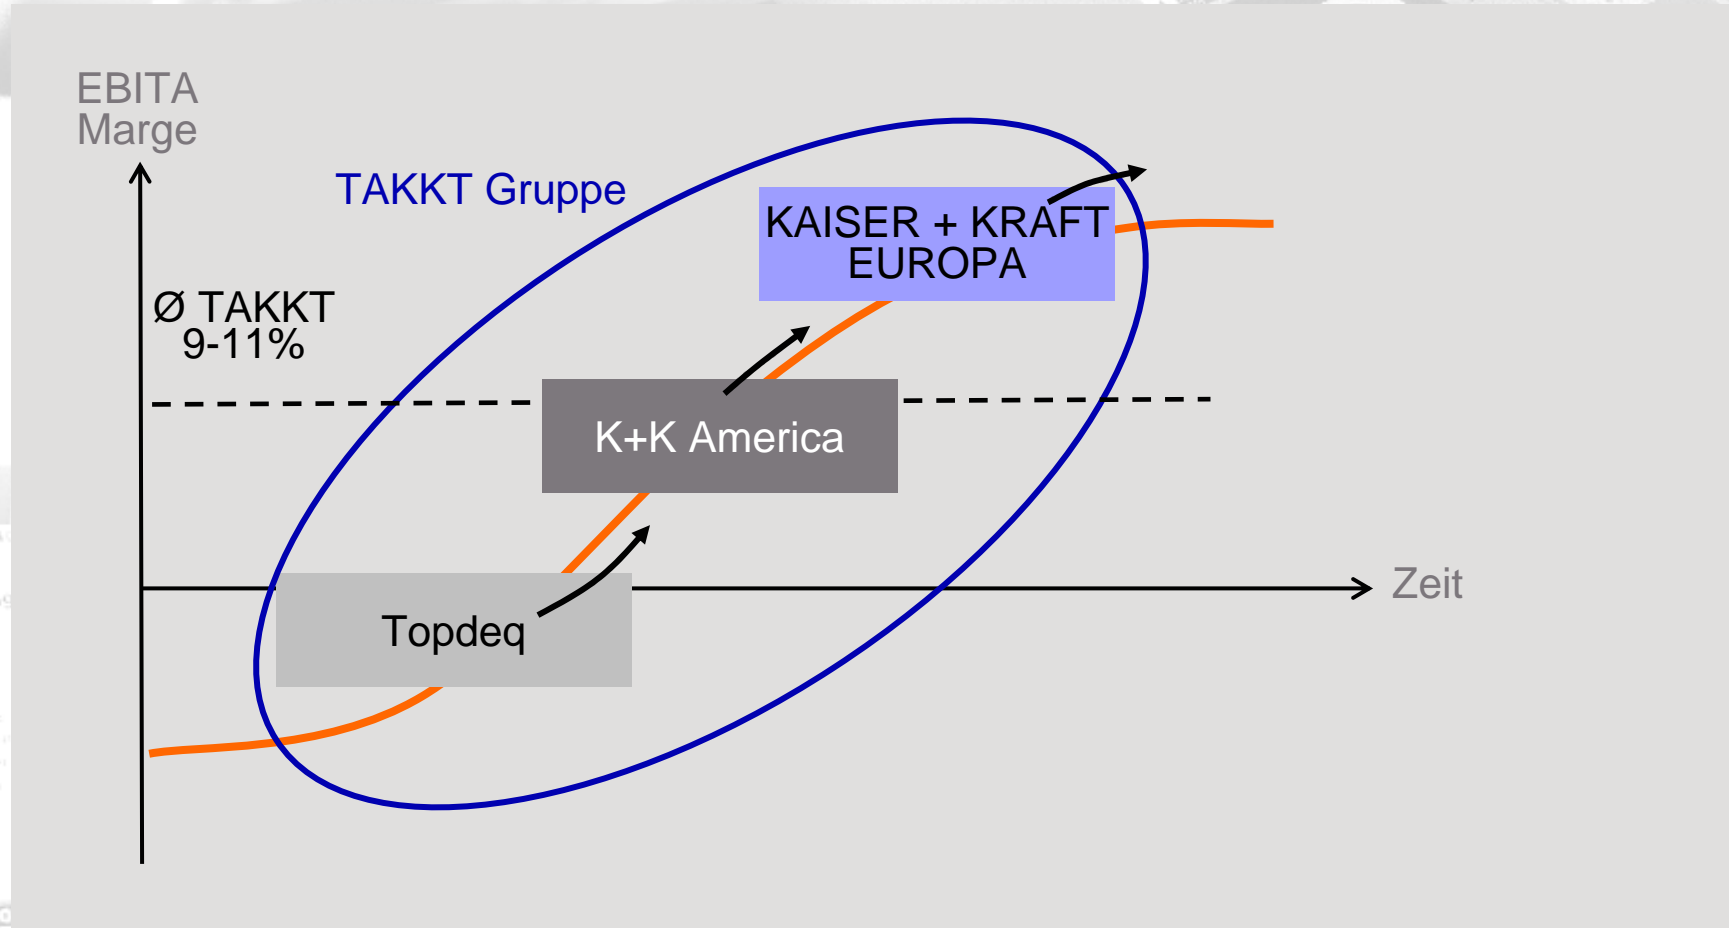 EBITA
Marge
TAKKT Gruppe
KAISER + KRAFT
EUROPA
Ø TAKKT
9-11%
K+K America
Zeit
Topdeq